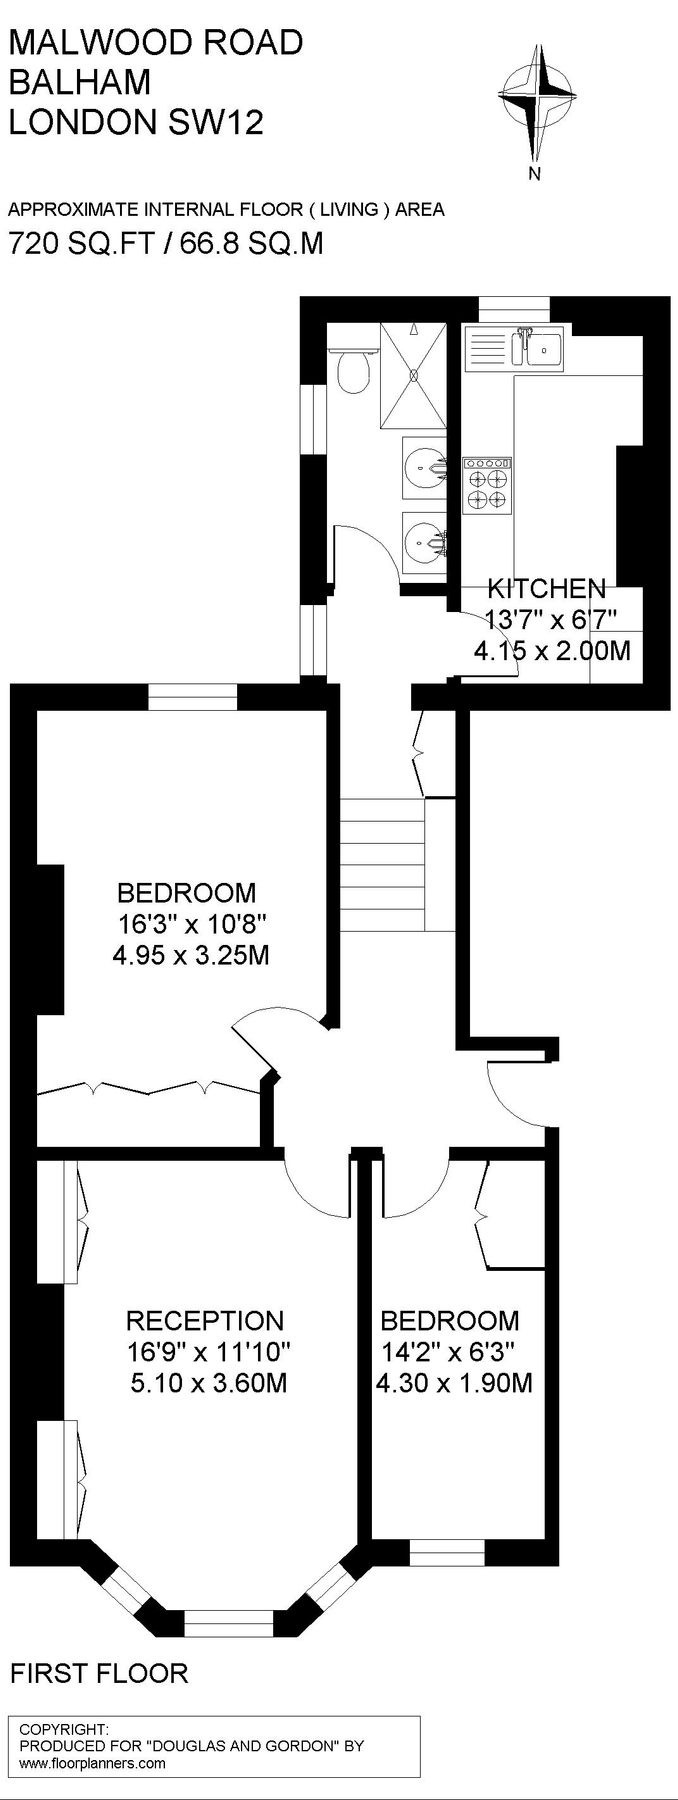 MALWOOD ROAD
BALHAM
LONDON SW12
N
APPROXIMATE INTERNAL FLOOR ( LIVING ) AREA
720 SQ.FT / 66.8 SQ.M
KITCHEN
13'7" x 6'7"
4.15 x 2.00M
BEDROOM
16'3" x 10'8"
4.95 x 3.25M
RECEPTION
16'9" x 11'10"
5.10 x 3.60M
BEDROOM
14'2" x 6'3"
4.30 x 1.90M
FIRST FLOOR
COPYRIGHT:
PRODUCED FOR "DOUGLAS AND GORDON" BY
www.floorplanners.com